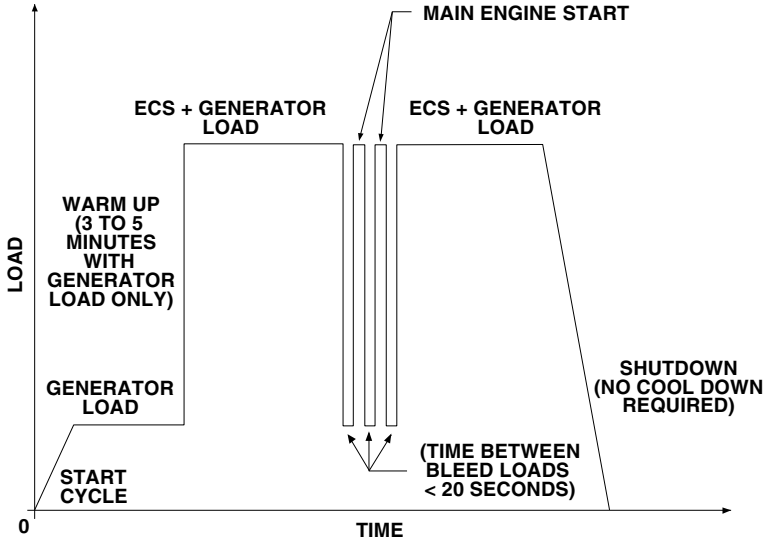 MAIN ENGINE START
ECS + GENERATOR
LOAD
ECS + GENERATOR
LOAD
WARM UP
(3 TO 5
MINUTES
WITH
GENERATOR
LOAD ONLY)
LOAD
GENERATOR
LOAD
SHUTDOWN
(NO COOL DOWN
REQUIRED)
START
CYCLE
(TIME BETWEEN
BLEED LOADS
< 20 SECONDS)
0
TIME